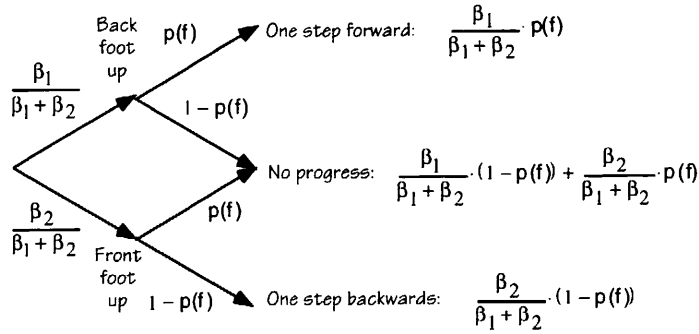 Back foot up
p(f)
One step forward: β₁/(β₁ + β₂) · p(f)
β₁/(β₁ + β₂)
1 – p(f)
No progress: β₁/(β₁ + β₂) · (1 – p(f)) + β₂/(β₁ + β₂) · p(f)
p(f)
β₂/(β₁ + β₂)
Front foot up
1 – p(f)
One step backwards: β₂/(β₁ + β₂) · (1 – p(f))